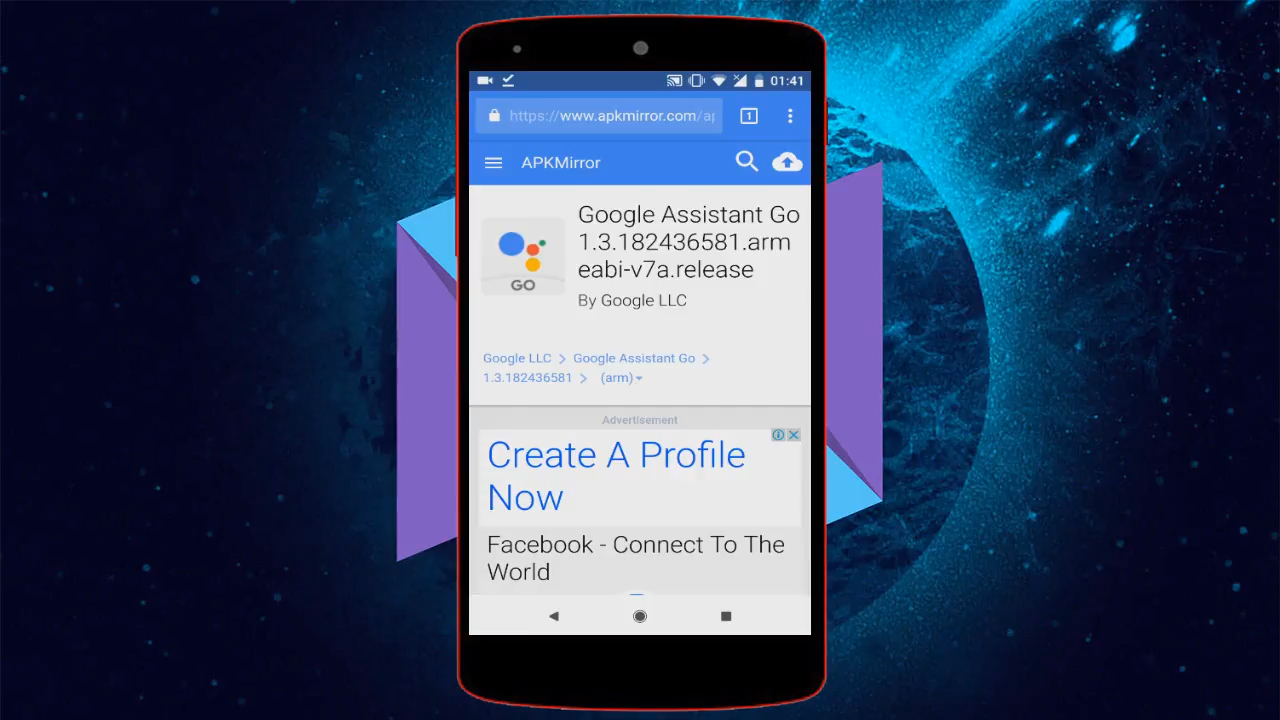 01:41
https://www.apkmirror.com/ap
1
APKMirror
Google Assistant Go
1.3.182436581.arm
eabi-v7a.release
GO
By Google LLC
Google LLC > Google Assistant Go >
1.3.182436581 > (arm)
Advertisement
Create A Profile
Now
Facebook - Connect To The
World